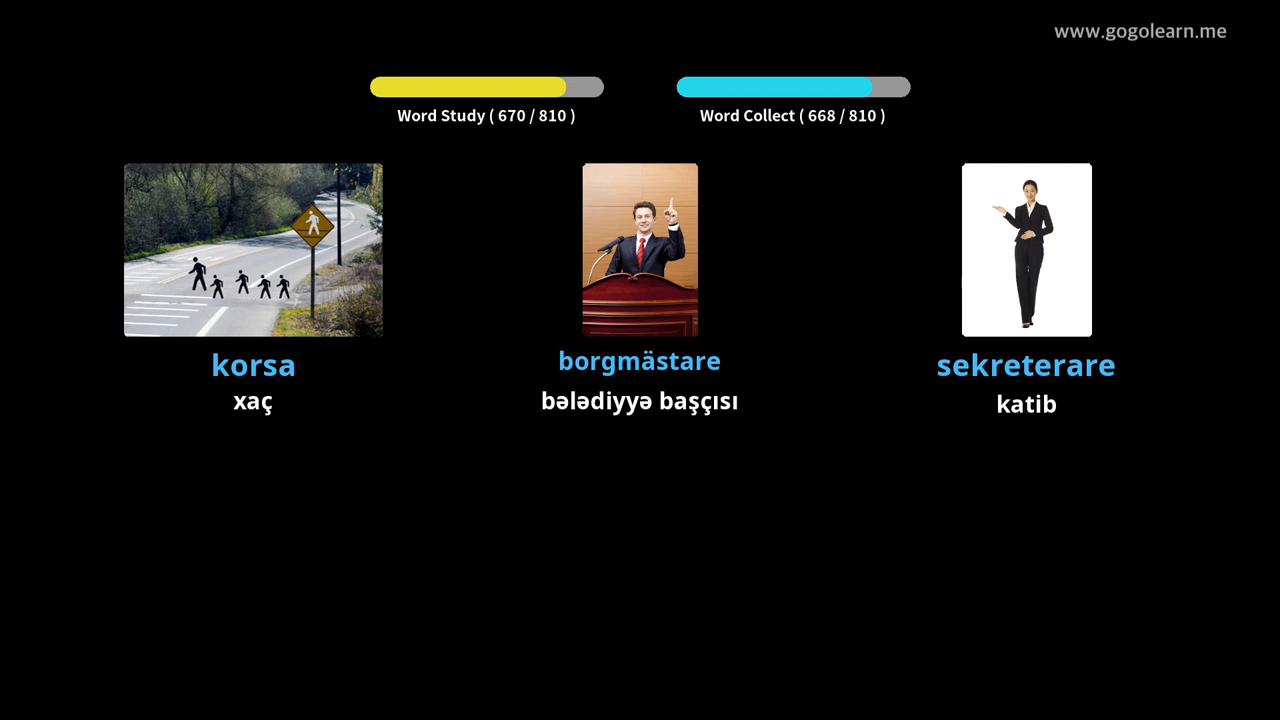 www.gogolearn.me
Word Study ( 670 / 810 )
Word Collect ( 668 / 810 )
korsa
borgmästare
sekreterare
xaç
bələdiyyə başçısı
katib